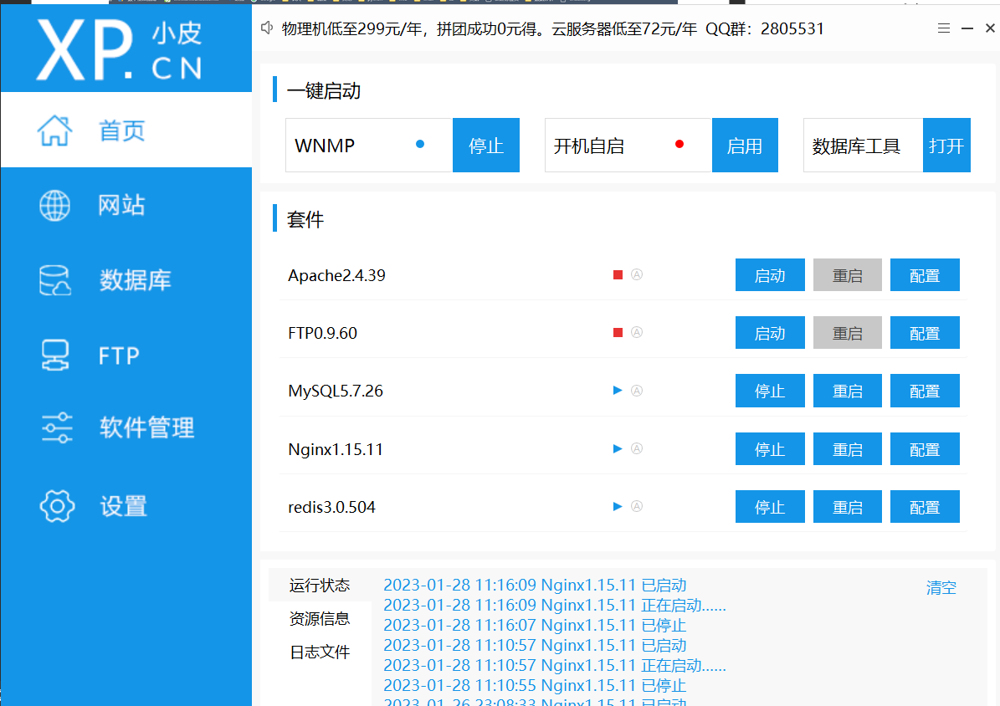 XP.CN 小皮
物理机低至299元/年，拼团成功0元得。云服务器低至72元/年 QQ群：2805531
首页
网站
数据库
FTP
软件管理
设置
一键启动
WNMP 停止 开机自启 启用 数据库工具 打开
套件
Apache2.4.39 Ⓐ 启动 重启 配置
FTP0.9.60 Ⓐ 启动 重启 配置
MySQL5.7.26 Ⓐ 停止 重启 配置
Nginx1.15.11 Ⓐ 停止 重启 配置
redis3.0.504 Ⓐ 停止 重启 配置
运行状态
资源信息
日志文件
清空
2023-01-28 11:16:09 Nginx1.15.11 已启动
2023-01-28 11:16:09 Nginx1.15.11 正在启动......
2023-01-28 11:16:07 Nginx1.15.11 已停止
2023-01-28 11:10:57 Nginx1.15.11 已启动
2023-01-28 11:10:57 Nginx1.15.11 正在启动......
2023-01-28 11:10:55 Nginx1.15.11 已停止
2023-01-26 23:08:33 Nginx1.15.11 已启动